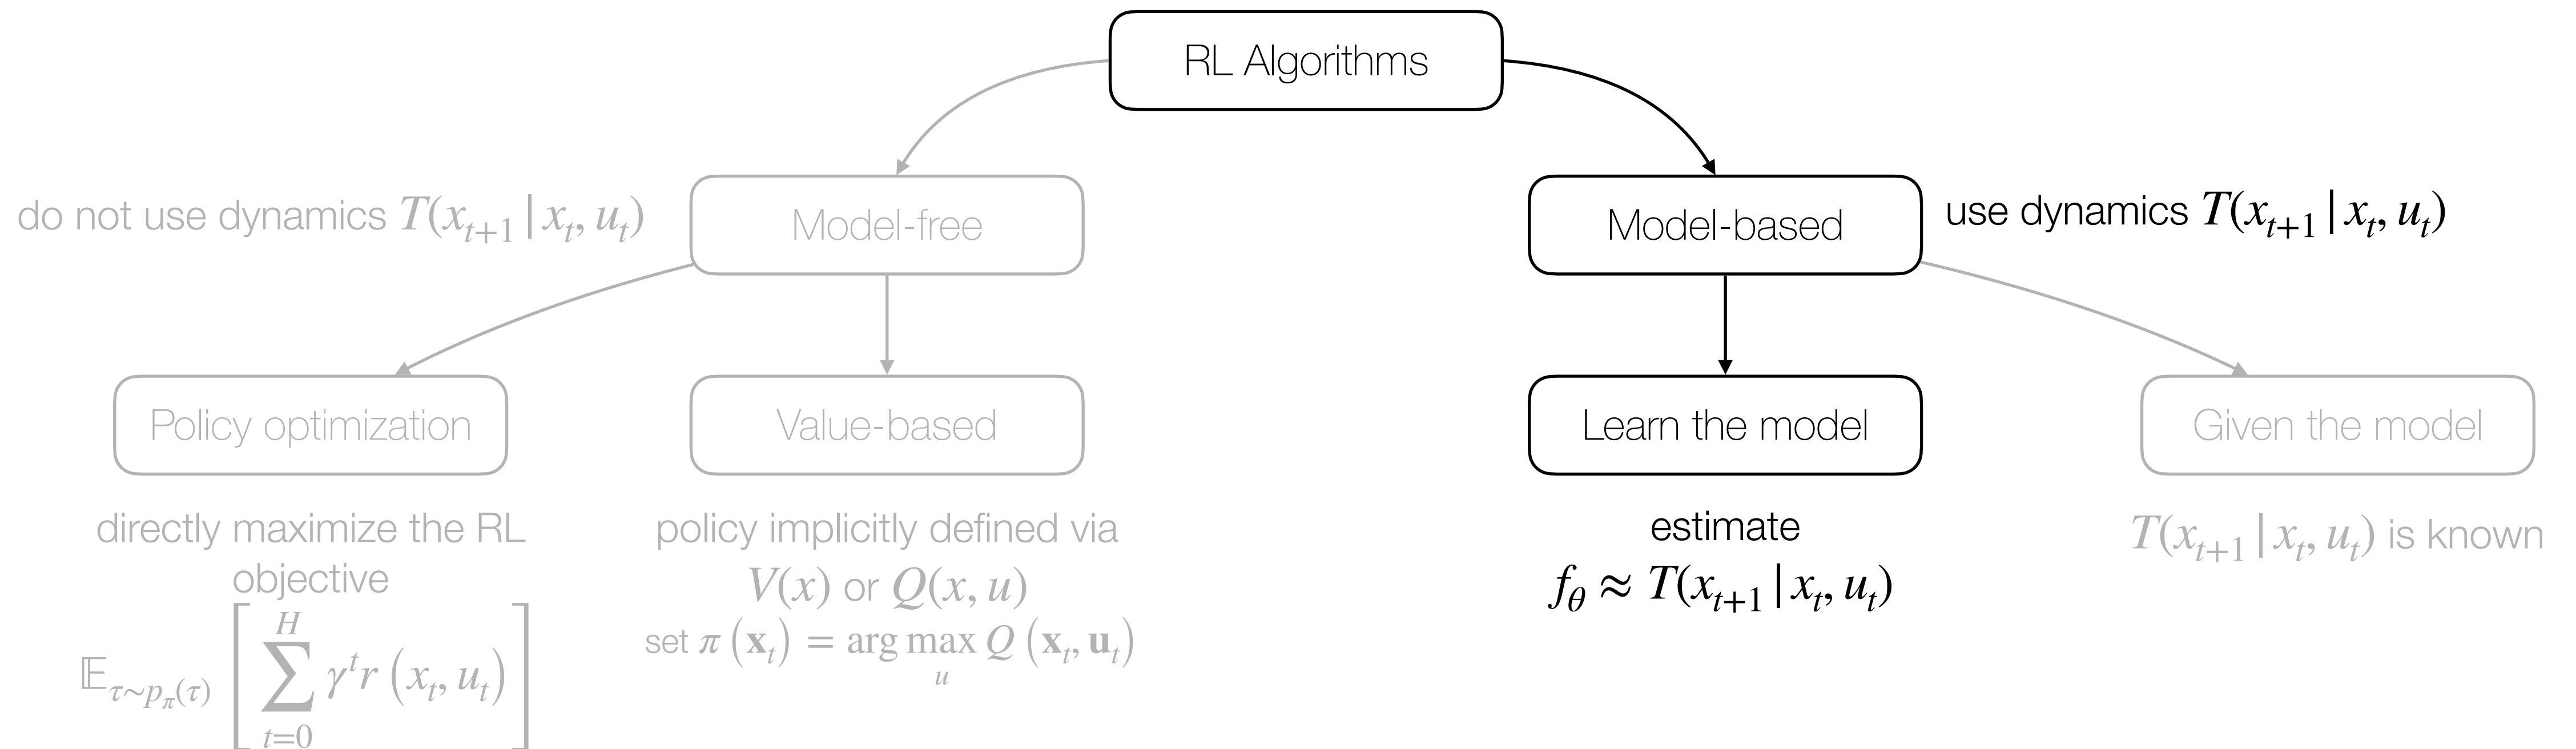 RL Algorithms
do not use dynamics T(x_{t+1} | x_t, u_t)
Model-free
Model-based
use dynamics T(x_{t+1} | x_t, u_t)
Policy optimization
Value-based
Learn the model
Given the model
directly maximize the RL
objective
𝔼_{τ∼p_π(τ)} [ ∑_{t=0}^{H} γ^t r (x_t, u_t) ]
policy implicitly defined via
V(x) or Q(x, u)
set π (𝐱_t) = arg max_u Q (𝐱_t, 𝐮_t)
estimate
f_θ ≈ T(x_{t+1} | x_t, u_t)
T(x_{t+1} | x_t, u_t) is known